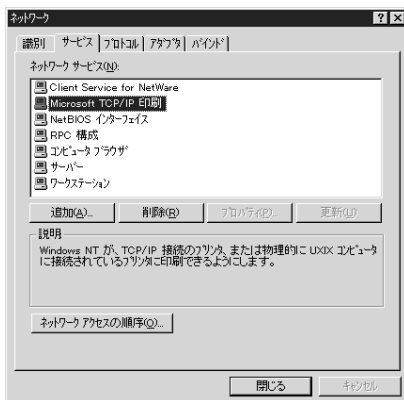 ネットワーク
識別 サービス プロトコル アダプタ バインド
ネットワーク サービス(N):
Client Service for NetWare
Microsoft TCP/IP 印刷
NetBIOS インターフェイス
RPC 構成
コンピュータ ブラウザ
サーバー
ワークステーション
追加(A)... 削除(R) プロパティ(P)... 更新(U)
説明
Windows NT が、TCP/IP 接続のプリンタ、または物理的に UXIX コンピュータ
に接続されているプリンタに印刷できるようにします。
ネットワーク アクセスの順序(O)...
閉じる キャンセル